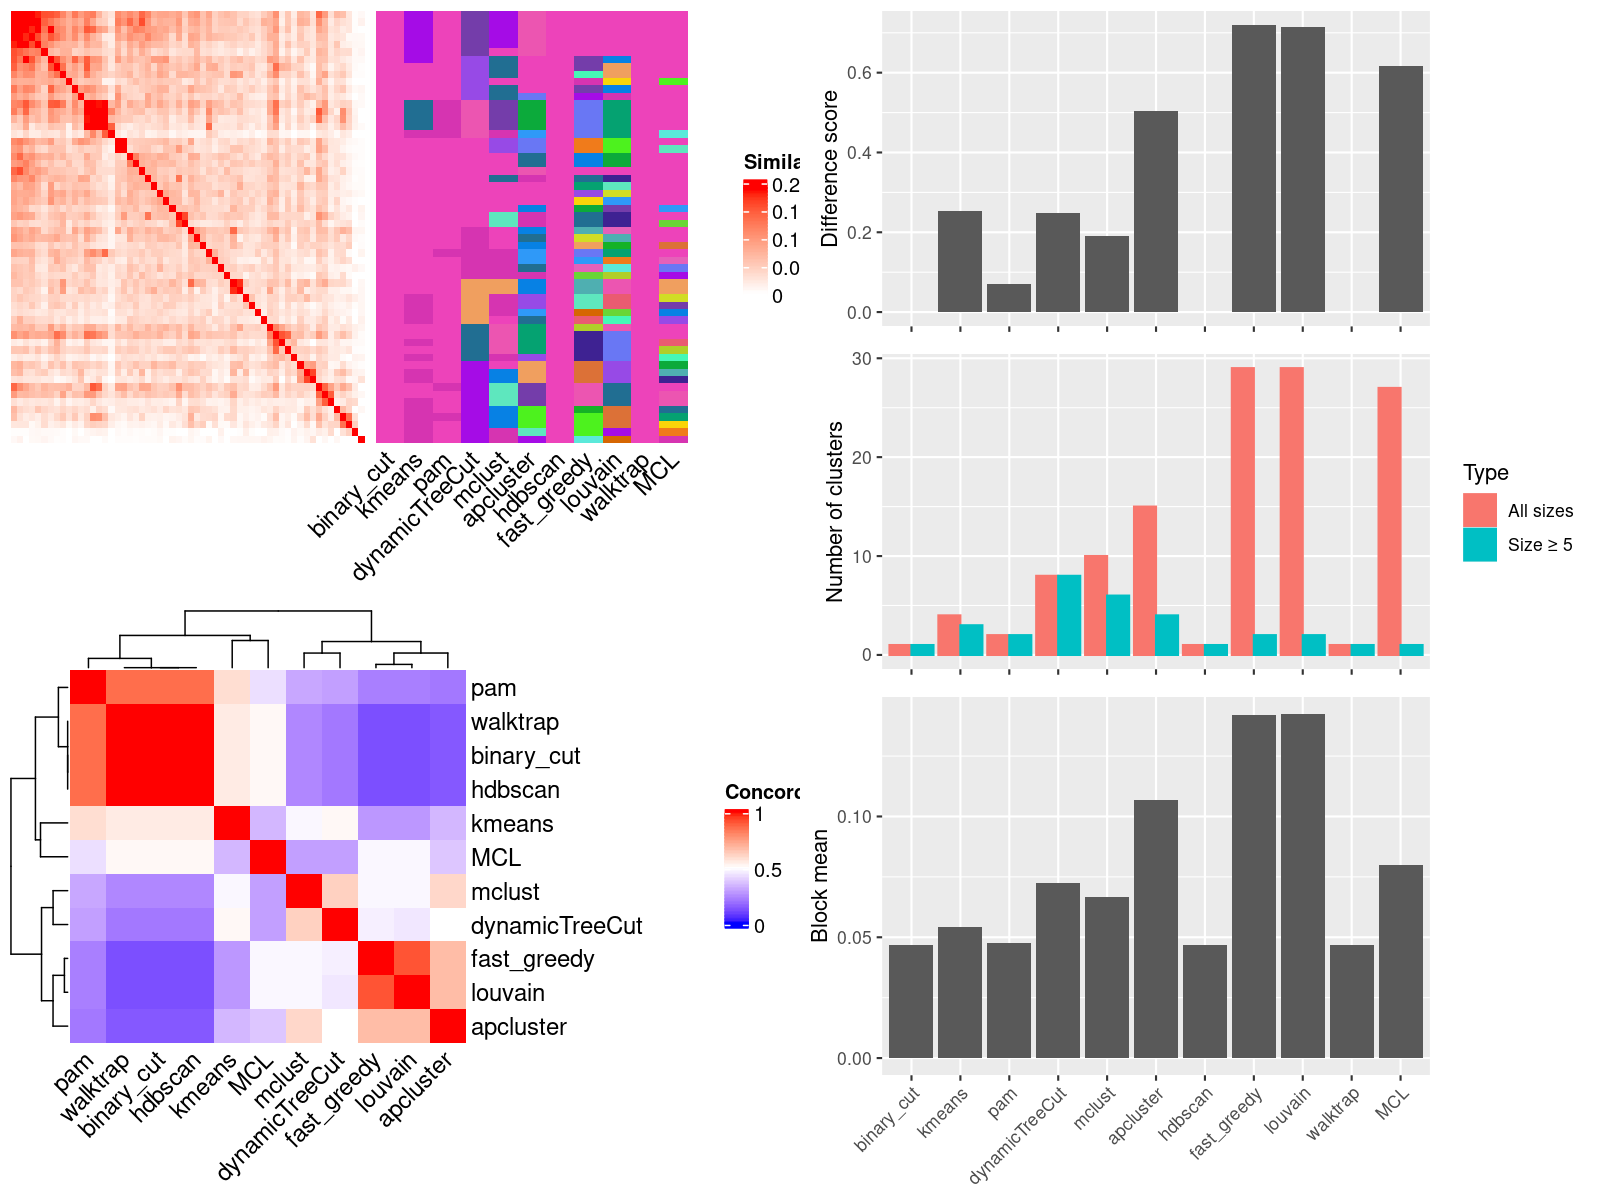 Simila
0.2
0.1
0.1
0.0
0
binary_cut
kmeans
pam
dynamicTreeCut
mclust
apcluster
hdbscan
fast_greedy
louvain
walktrap
MCL
pam
walktrap
binary_cut
hdbscan
kmeans
MCL
mclust
dynamicTreeCut
fast_greedy
louvain
apcluster
pam
walktrap
binary_cut
hdbscan
kmeans
MCL
mclust
dynamicTreeCut
fast_greedy
louvain
apcluster
Concord
1
0.5
0
Difference score
0.6
0.4
0.2
0.0
Number of clusters
30
20
10
0
Type
All sizes
Size ≥ 5
Block mean
0.10
0.05
0.00
binary_cut
kmeans
pam
dynamicTreeCut
mclust
apcluster
hdbscan
fast_greedy
louvain
walktrap
MCL